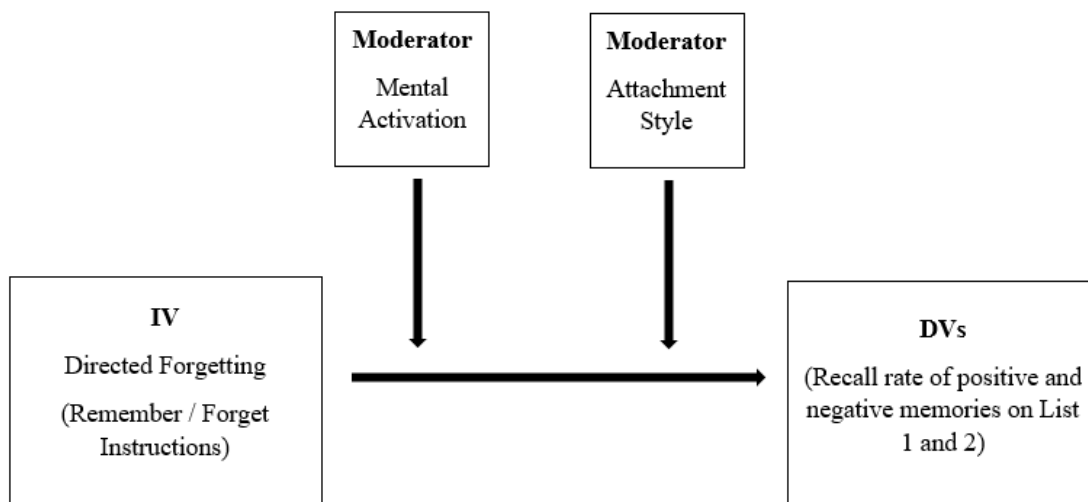 Moderator
Mental
Activation
Moderator
Attachment
Style
IV
Directed Forgetting
(Remember / Forget
Instructions)
DVs
(Recall rate of positive and
negative memories on List
1 and 2)